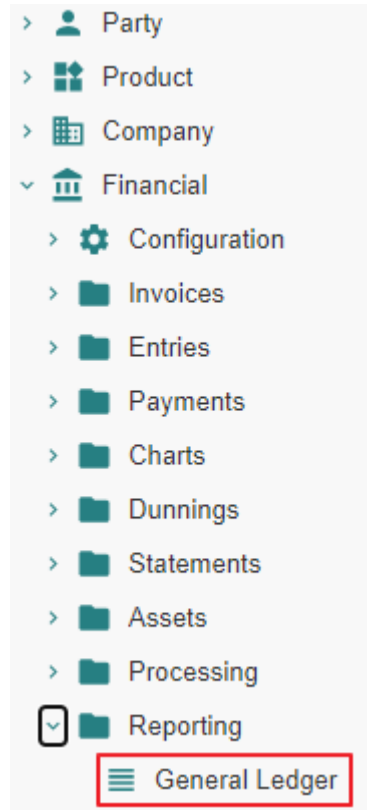 Party
Product
Company
Financial
Configuration
Invoices
Entries
Payments
Charts
Dunnings
Statements
Assets
Processing
Reporting
General Ledger